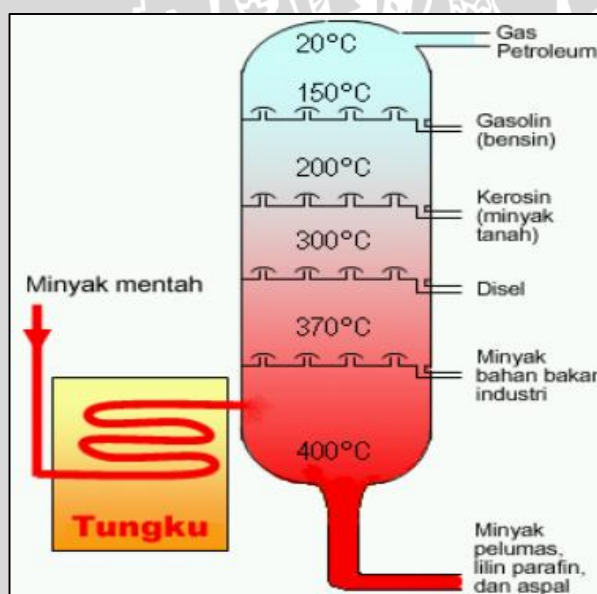 20°C
Gas
Petroleum
150°C
Gasolin
(bensin)
200°C
Kerosin
(minyak
tanah)
300°C
Disel
Minyak mentah
370°C
Minyak
bahan bakar
industri
400°C
Tungku
Minyak
pelumas,
lilin parafin,
dan aspal